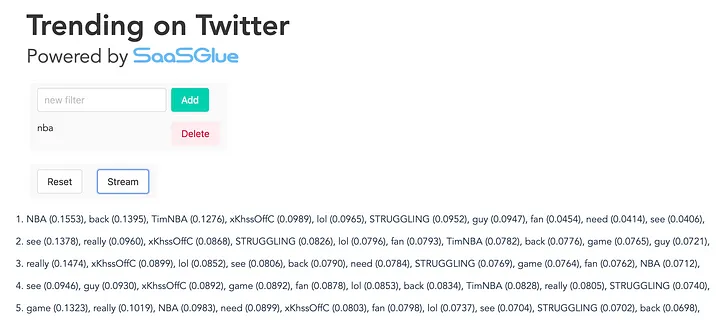 Trending on Twitter
Powered by SaaSGlue
new filter Add
nba Delete
Reset Stream
1. NBA (0.1553), back (0.1395), TimNBA (0.1276), xKhssOffC (0.0989), lol (0.0965), STRUGGLING (0.0952), guy (0.0947), fan (0.0454), need (0.0414), see (0.0406),
2. see (0.1378), really (0.0960), xKhssOffC (0.0868), STRUGGLING (0.0826), lol (0.0796), fan (0.0793), TimNBA (0.0782), back (0.0776), game (0.0765), guy (0.0721),
3. really (0.1474), xKhssOffC (0.0899), lol (0.0852), see (0.0806), back (0.0790), need (0.0784), STRUGGLING (0.0769), game (0.0764), fan (0.0762), NBA (0.0712),
4. see (0.0946), guy (0.0930), xKhssOffC (0.0892), game (0.0892), fan (0.0878), lol (0.0853), back (0.0834), TimNBA (0.0828), really (0.0805), STRUGGLING (0.0740),
5. game (0.1323), really (0.1019), NBA (0.0983), need (0.0899), xKhssOffC (0.0803), fan (0.0798), lol (0.0737), see (0.0704), STRUGGLING (0.0702), back (0.0698),